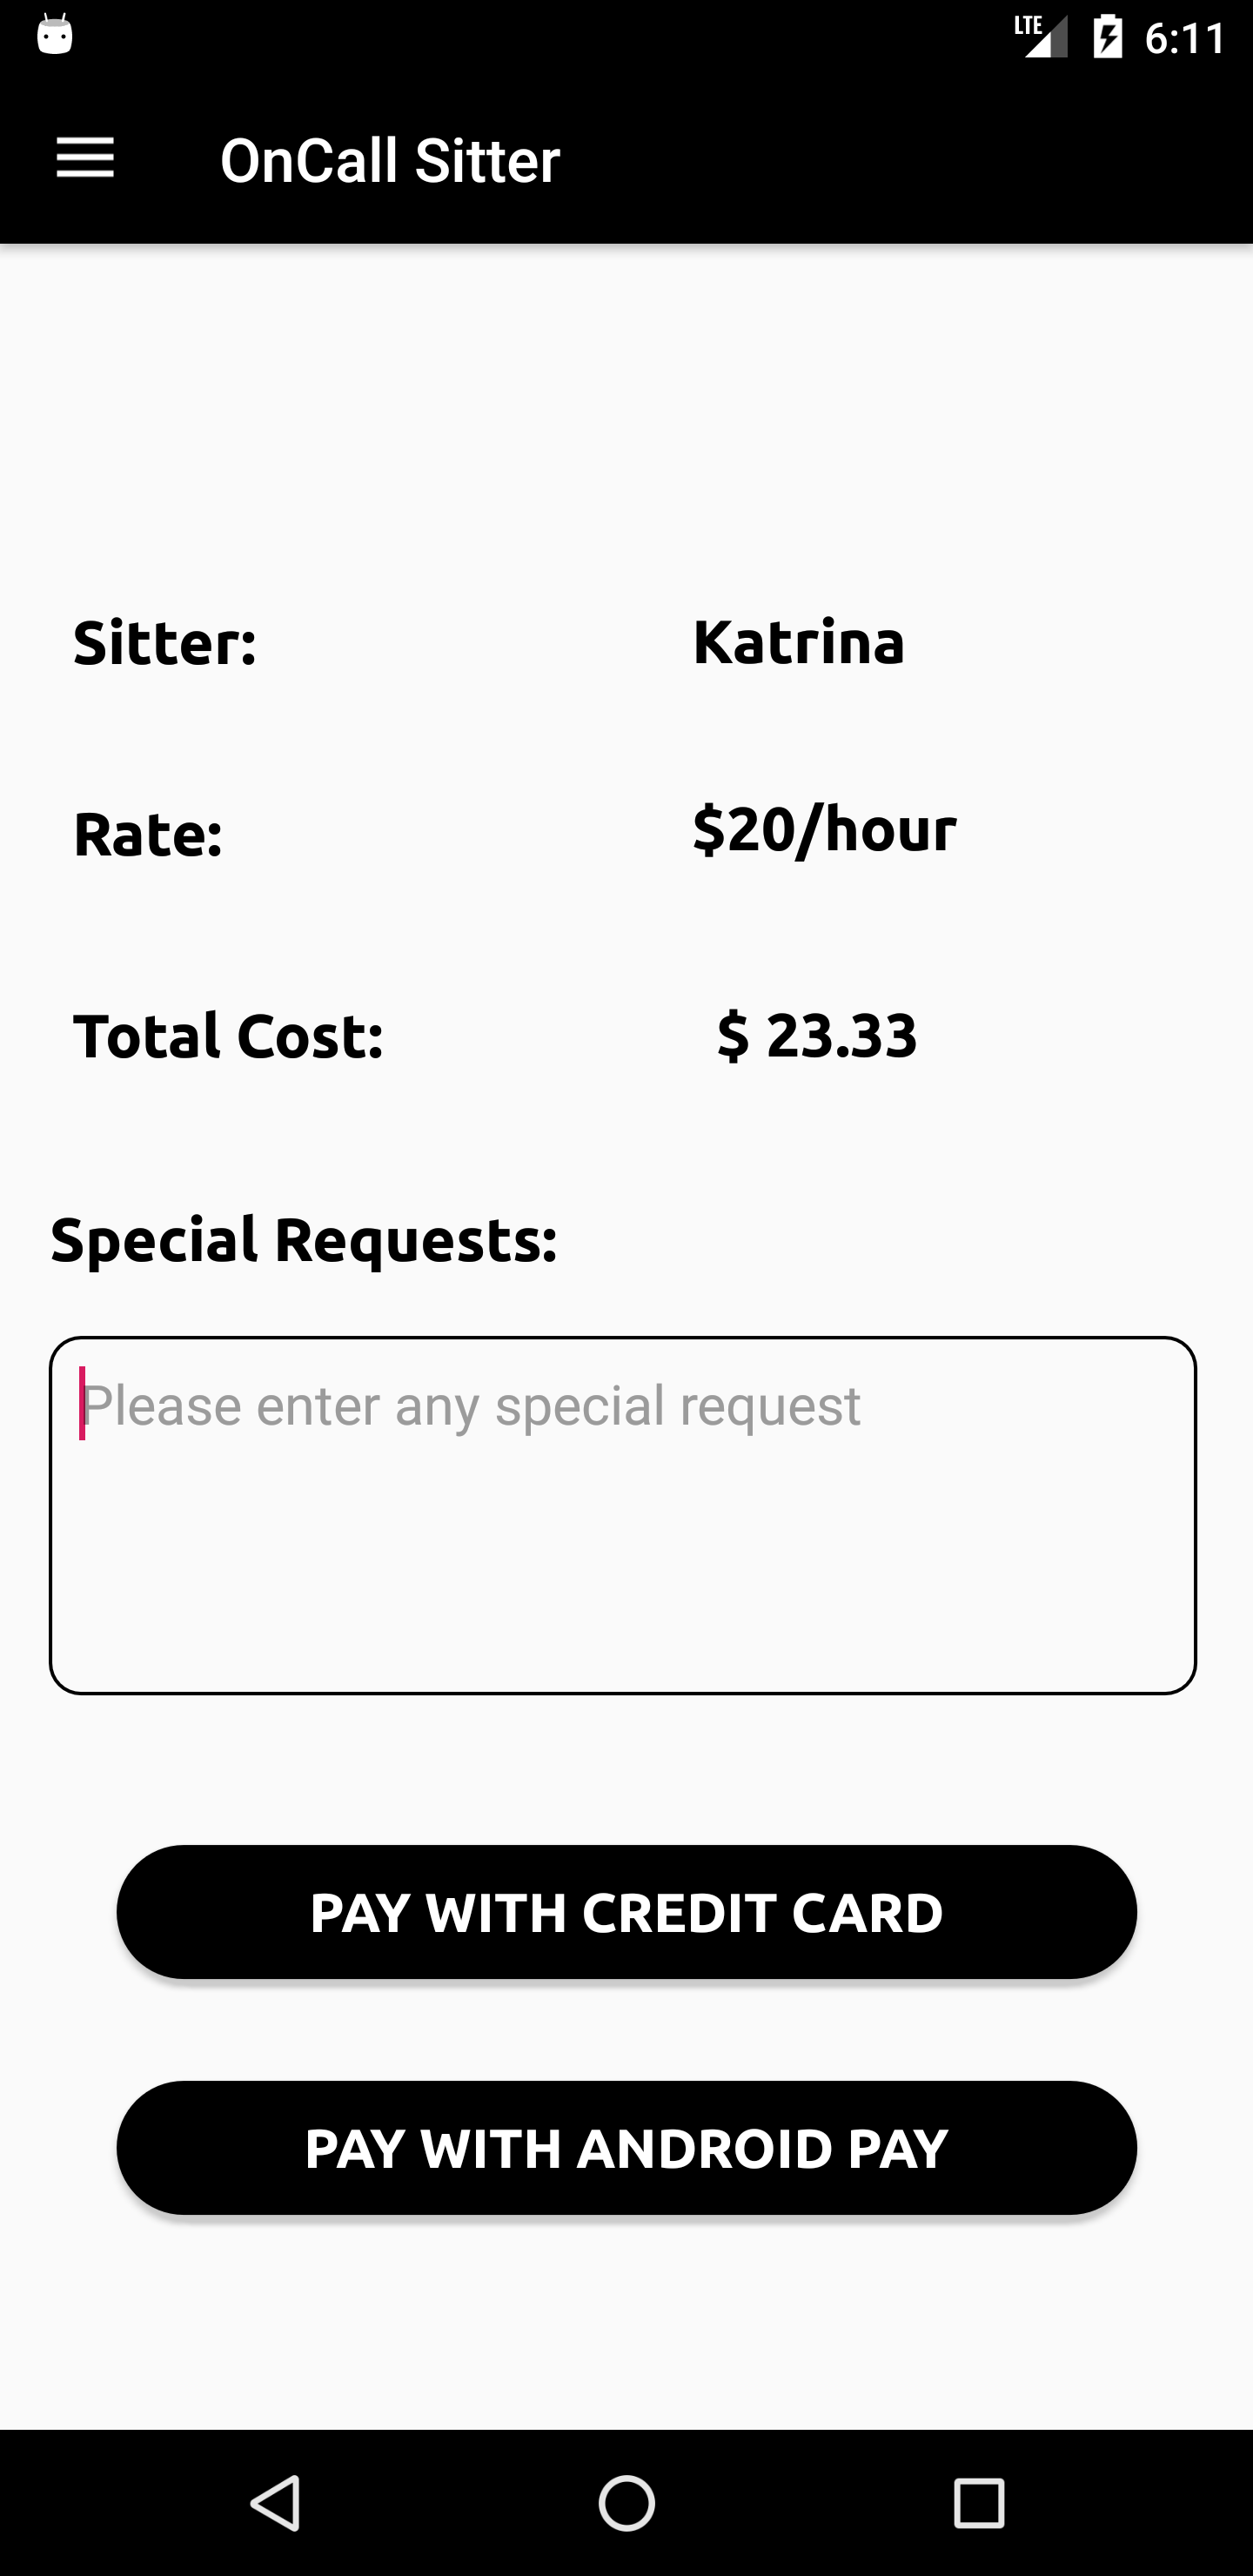 LTE 6:11
OnCall Sitter
Sitter: Katrina
Rate: $20/hour
Total Cost: $ 23.33
Special Requests:
Please enter any special request
PAY WITH CREDIT CARD
PAY WITH ANDROID PAY